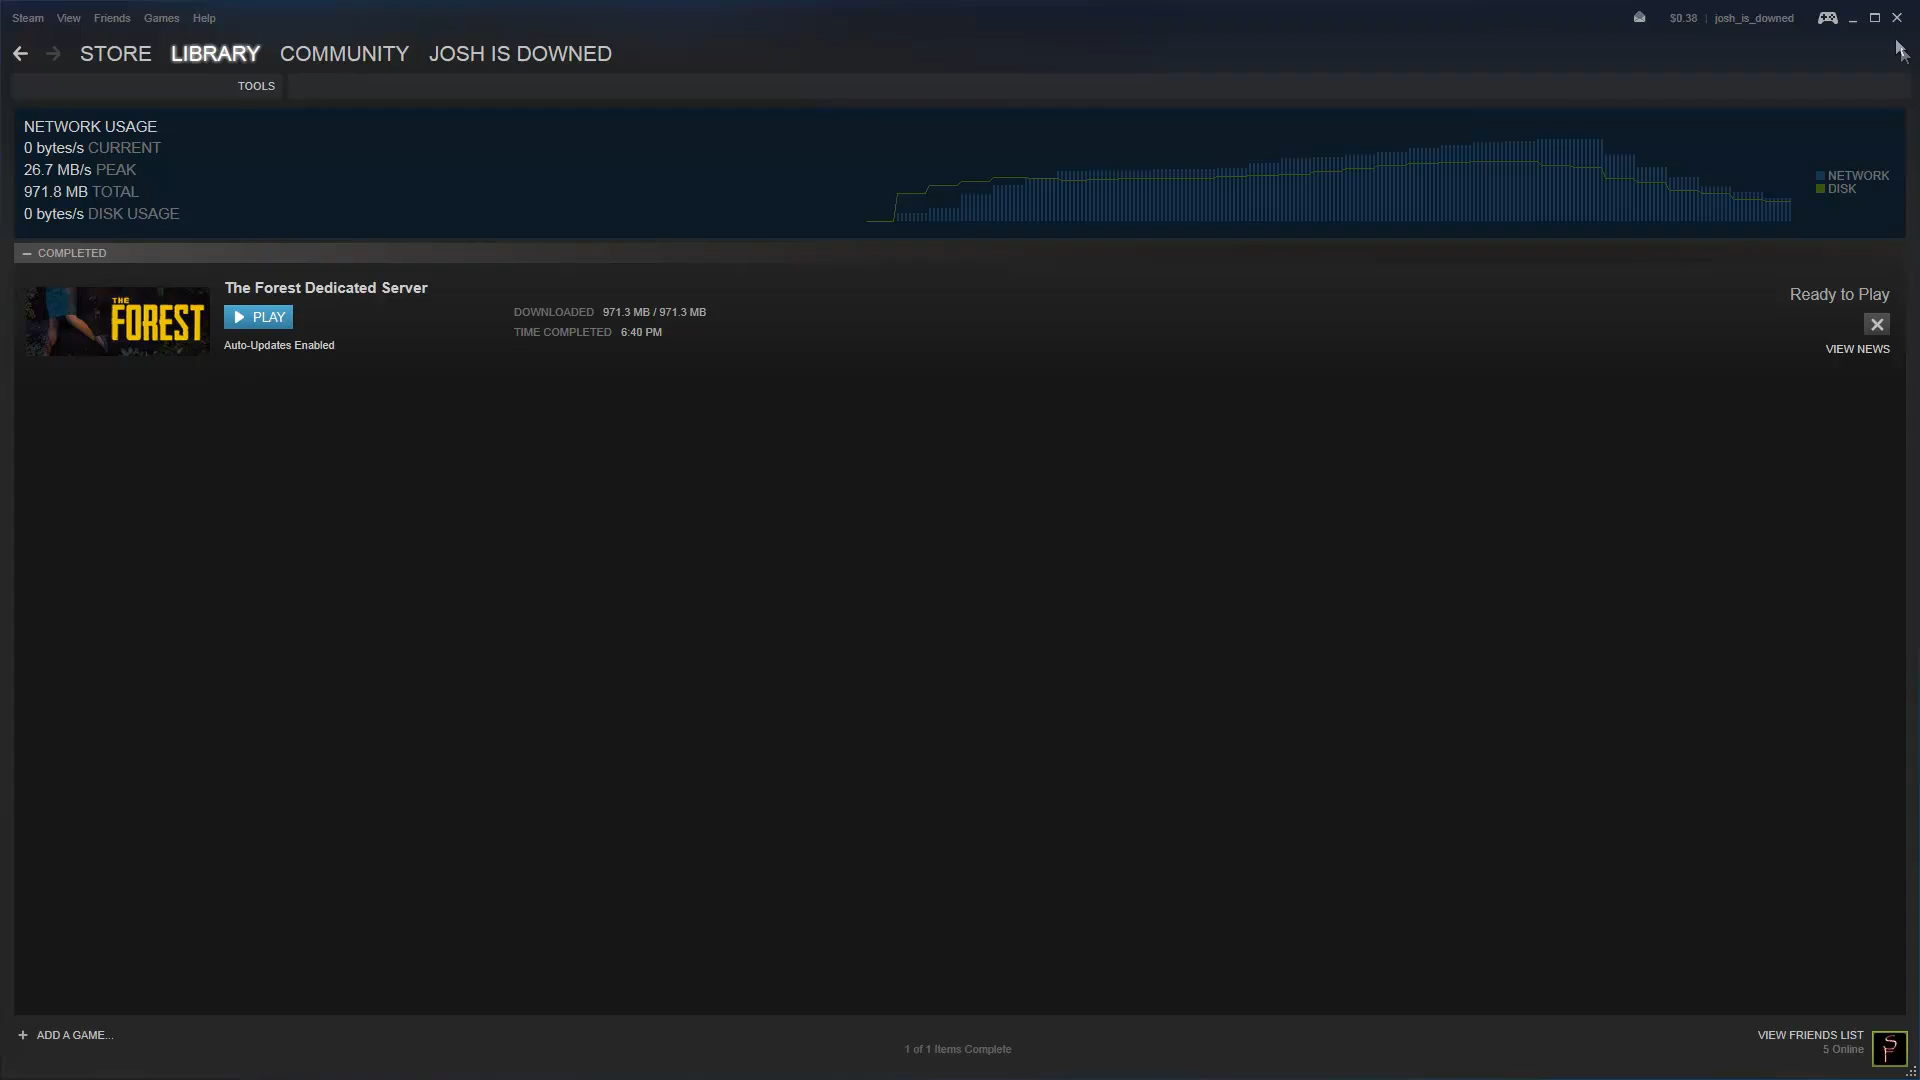 Steam View Friends Games Help
$0.38 | josh_is_downed
STORE LIBRARY COMMUNITY JOSH IS DOWNED
TOOLS
NETWORK USAGE
0 bytes/s CURRENT
26.7 MB/s PEAK
971.8 MB TOTAL
0 bytes/s DISK USAGE
NETWORK
DISK
COMPLETED
THE
FOREST
The Forest Dedicated Server
PLAY
Auto-Updates Enabled
DOWNLOADED 971.3 MB / 971.3 MB
TIME COMPLETED 6:40 PM
Ready to Play
VIEW NEWS
+ ADD A GAME...
1 of 1 Items Complete
VIEW FRIENDS LIST
5 Online
SF